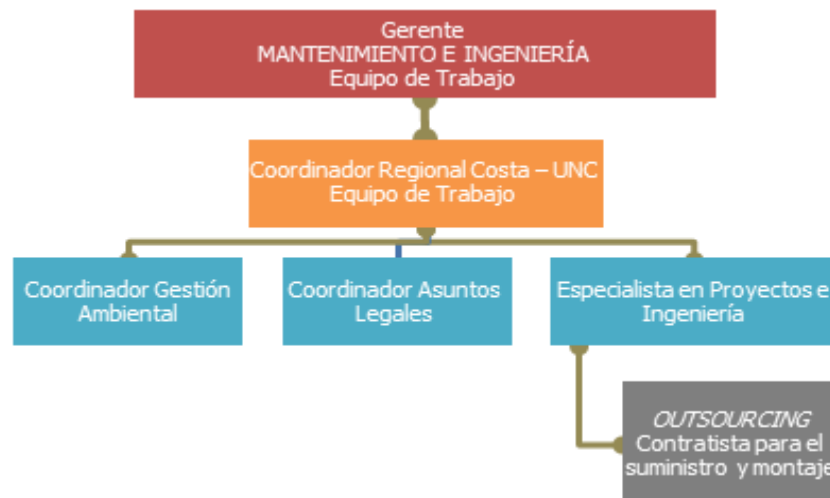 Gerente
MANTENIMIENTO E INGENIERÍA
Equipo de Trabajo
Coordinador Regional Costa – UNC
Equipo de Trabajo
Coordinador Gestión
Ambiental
Coordinador Asuntos
Legales
Especialista en Proyectos e
Ingeniería
OUTSOURCING
Contratista para el
suministro y montaje